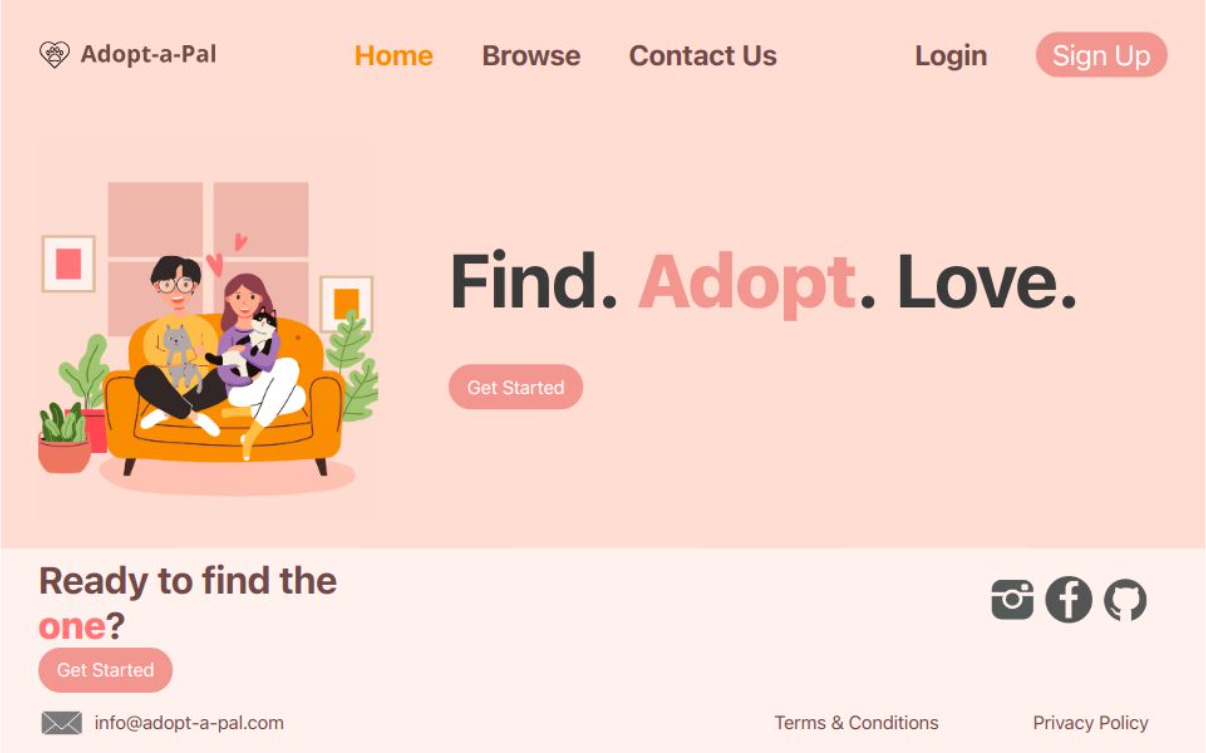 Adopt-a-Pal Home Browse Contact Us Login Sign Up
Find. Adopt. Love.
Get Started
Ready to find the
one?
Get Started
info@adopt-a-pal.com Terms & Conditions Privacy Policy